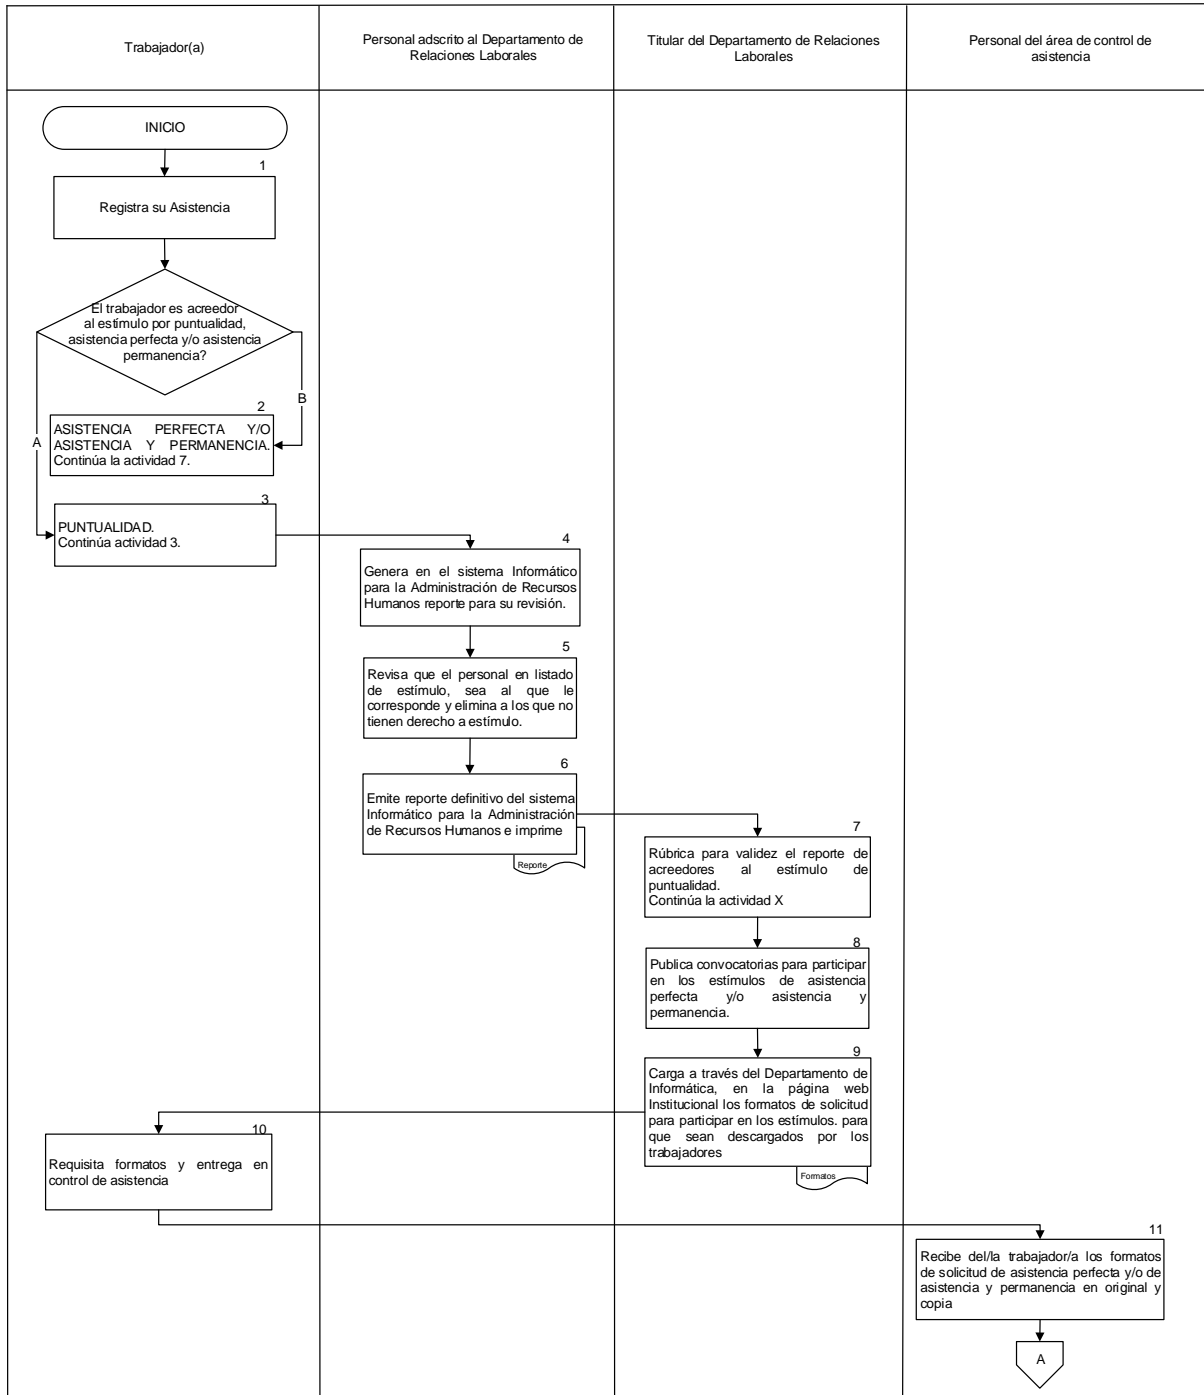 Trabajador(a)
Personal adscrito al Departamento de
Relaciones Laborales
Titular del Departamento de Relaciones
Laborales
Personal del área de control de
asistencia
INICIO
1
Registra su Asistencia
El trabajador es acreedor
al estímulo por puntualidad,
asistencia perfecta y/o asistencia
permanencia?
B
A
2
ASISTENCIA PERFECTA Y/O
ASISTENCIA Y PERMANENCIA.
Continúa la actividad 7.
3
PUNTUALIDAD.
Continúa actividad 3.
4
Genera en el sistema Informático
para la Administración de Recursos
Humanos reporte para su revisión.
5
Revisa que el personal en listado
de estímulo, sea al que le
corresponde y elimina a los que no
tienen derecho a estímulo.
6
Emite reporte definitivo del sistema
Informático para la Administración
de Recursos Humanos e imprime
Reporte
7
Rúbrica para validez el reporte de
acreedores al estímulo de
puntualidad.
Continúa la actividad X
8
Publica convocatorias para participar
en los estímulos de asistencia
perfecta y/o asistencia y
permanencia.
9
Carga a través del Departamento de
Informática, en la página web
Institucional los formatos de solicitud
para participar en los estímulos. para
que sean descargados por los
trabajadores
Formatos
10
Requisita formatos y entrega en
control de asistencia
11
Recibe del/la trabajador/a los formatos
de solicitud de asistencia perfecta y/o de
asistencia y permanencia en original y
copia
A